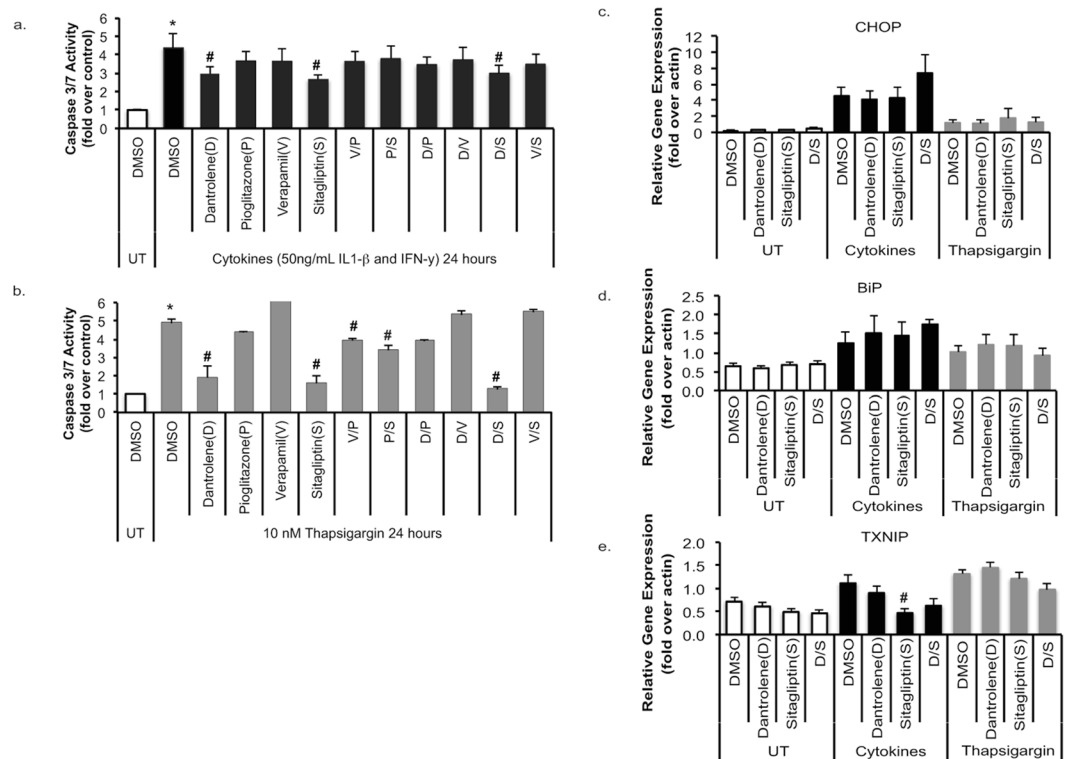 a.
Caspase 3/7 Activity
(fold over control)
6
5
4
3
2
1
0
*
#
#
#
DMSO
DMSO
Dantrolene(D)
Pioglitazone(P)
Verapamil(V)
Sitagliptin(S)
V/P
P/S
D/P
D/V
D/S
V/S
UT
Cytokines (50ng/mL IL1-β and IFN-y) 24 hours
b.
Caspase 3/7 Activity
(fold over control)
6
5
4
3
2
1
0
*
#
#
#
#
#
DMSO
DMSO
Dantrolene(D)
Pioglitazone(P)
Verapamil(V)
Sitagliptin(S)
V/P
P/S
D/P
D/V
D/S
V/S
UT
10 nM Thapsigargin 24 hours
c.
CHOP
Relative Gene Expression
(fold over actin)
12
10
8
6
4
2
0
DMSO
Dantrolene(D)
Sitagliptin(S)
D/S
DMSO
Dantrolene(D)
Sitagliptin(S)
D/S
DMSO
Dantrolene(D)
Sitagliptin(S)
D/S
UT
Cytokines
Thapsigargin
d.
BiP
Relative Gene Expression
(fold over actin)
2.5
2.0
1.5
1.0
0.5
0.0
DMSO
Dantrolene(D)
Sitagliptin(S)
D/S
DMSO
Dantrolene(D)
Sitagliptin(S)
D/S
DMSO
Dantrolene(D)
Sitagliptin(S)
D/S
UT
Cytokines
Thapsigargin
e.
TXNIP
Relative Gene Expression
(fold over actin)
2.0
1.5
1.0
0.5
0.0
#
DMSO
Dantrolene(D)
Sitagliptin(S)
D/S
DMSO
Dantrolene(D)
Sitagliptin(S)
D/S
DMSO
Dantrolene(D)
Sitagliptin(S)
D/S
UT
Cytokines
Thapsigargin